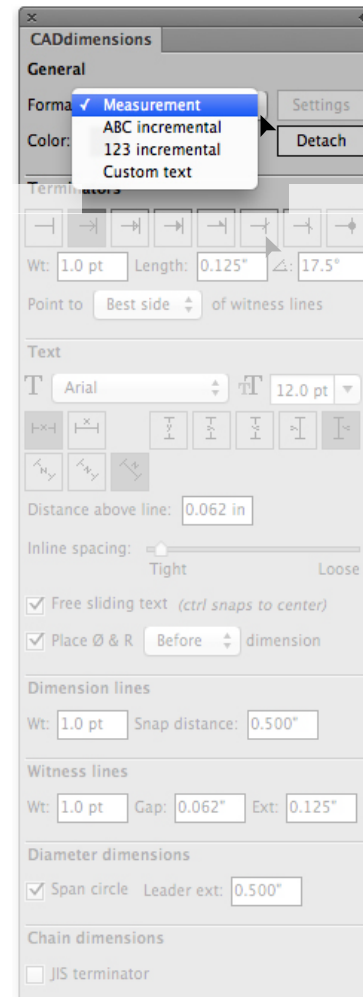 CADdimensions
General
Forma ✓ Measurement Settings
ABC incremental
Color: 123 incremental Detach
Custom text
Terminators
Wt: 1.0 pt Length: 0.125" ∠: 17.5°
Point to Best side of witness lines
Text
T Arial TT 12.0 pt
Distance above line: 0.062 in
Inline spacing:
Tight Loose
Free sliding text (ctrl snaps to center)
Place Ø & R Before dimension
Dimension lines
Wt: 1.0 pt Snap distance: 0.500"
Witness lines
Wt: 1.0 pt Gap: 0.062" Ext: 0.125"
Diameter dimensions
Span circle Leader ext: 0.500"
Chain dimensions
JIS terminator